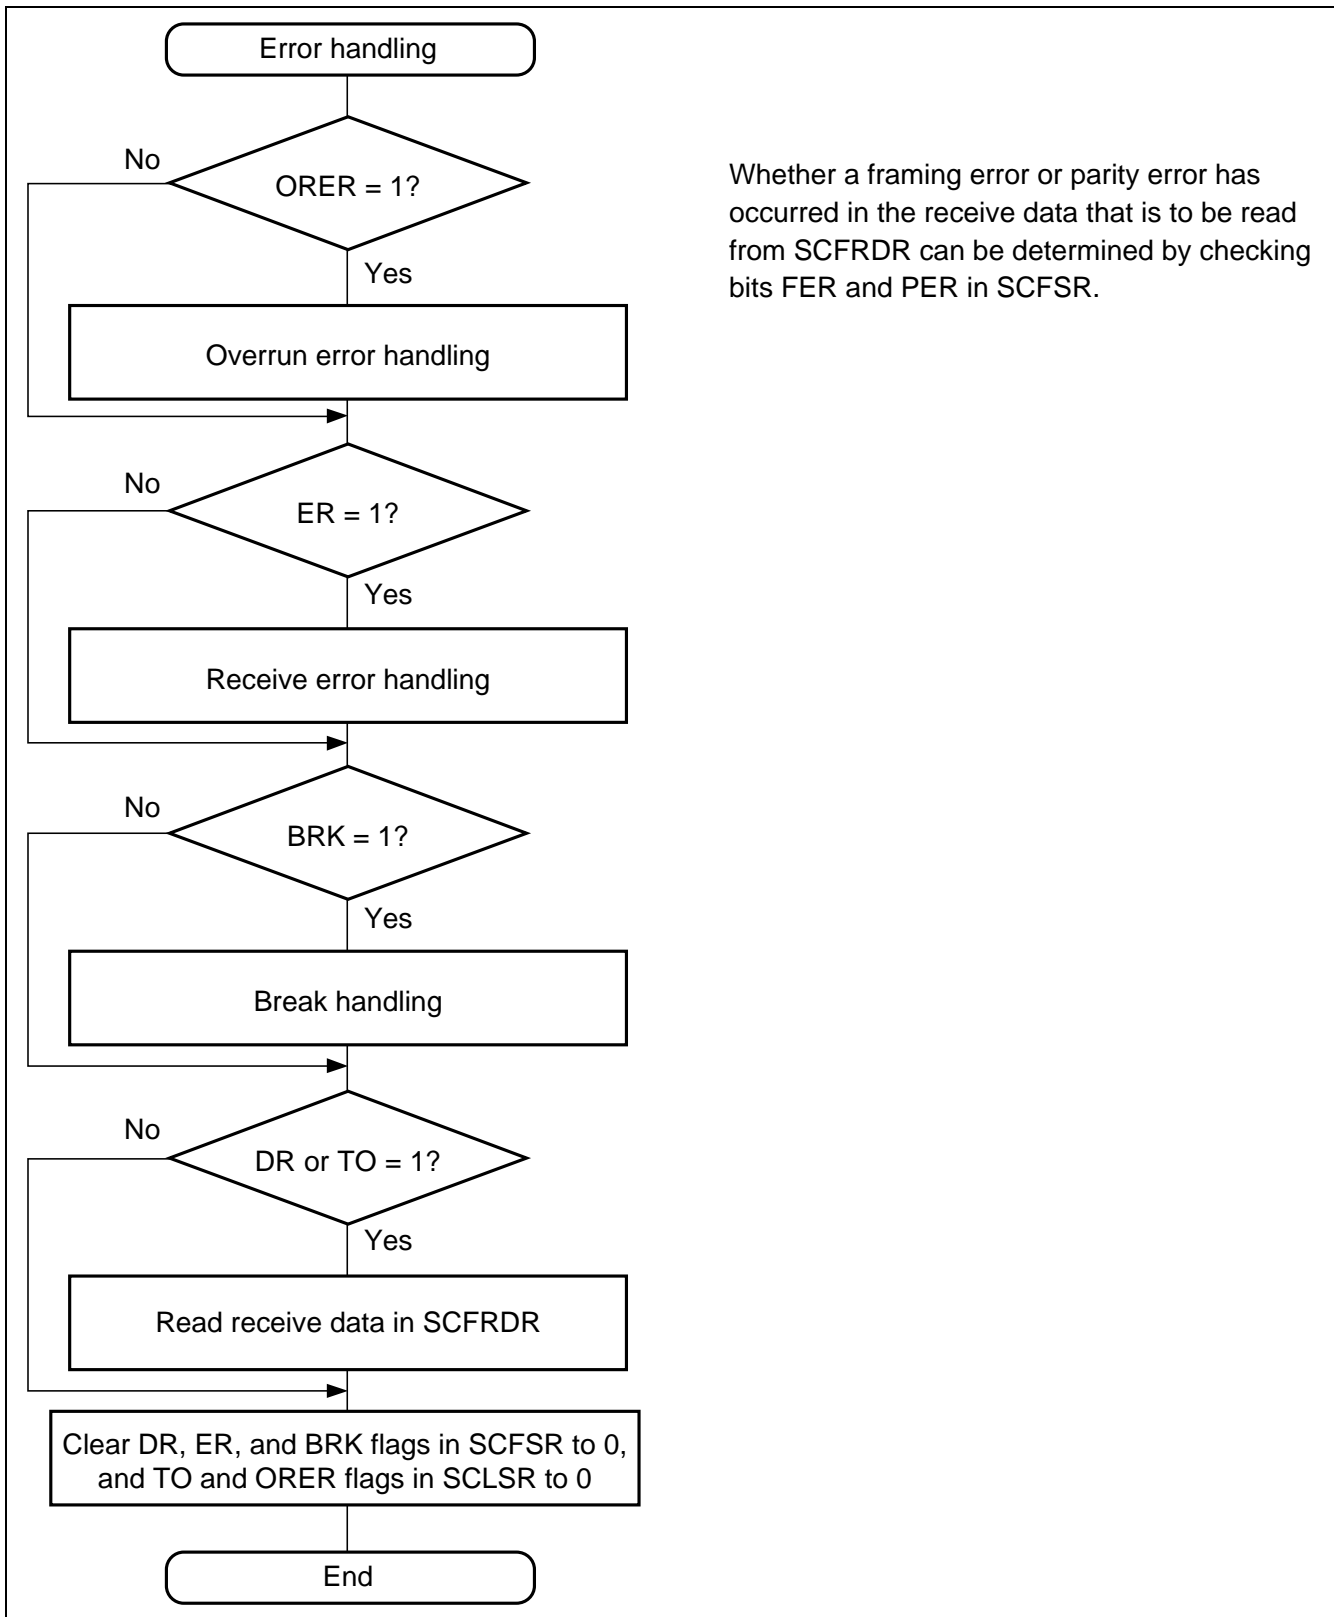 Error handling
No
ORER = 1?
Yes
Whether a framing error or parity error has
occurred in the receive data that is to be read
from SCFRDR can be determined by checking
bits FER and PER in SCFSR.
Overrun error handling
No
ER = 1?
Yes
Receive error handling
No
BRK = 1?
Yes
Break handling
No
DR or TO = 1?
Yes
Read receive data in SCFRDR
Clear DR, ER, and BRK flags in SCFSR to 0,
and TO and ORER flags in SCLSR to 0
End